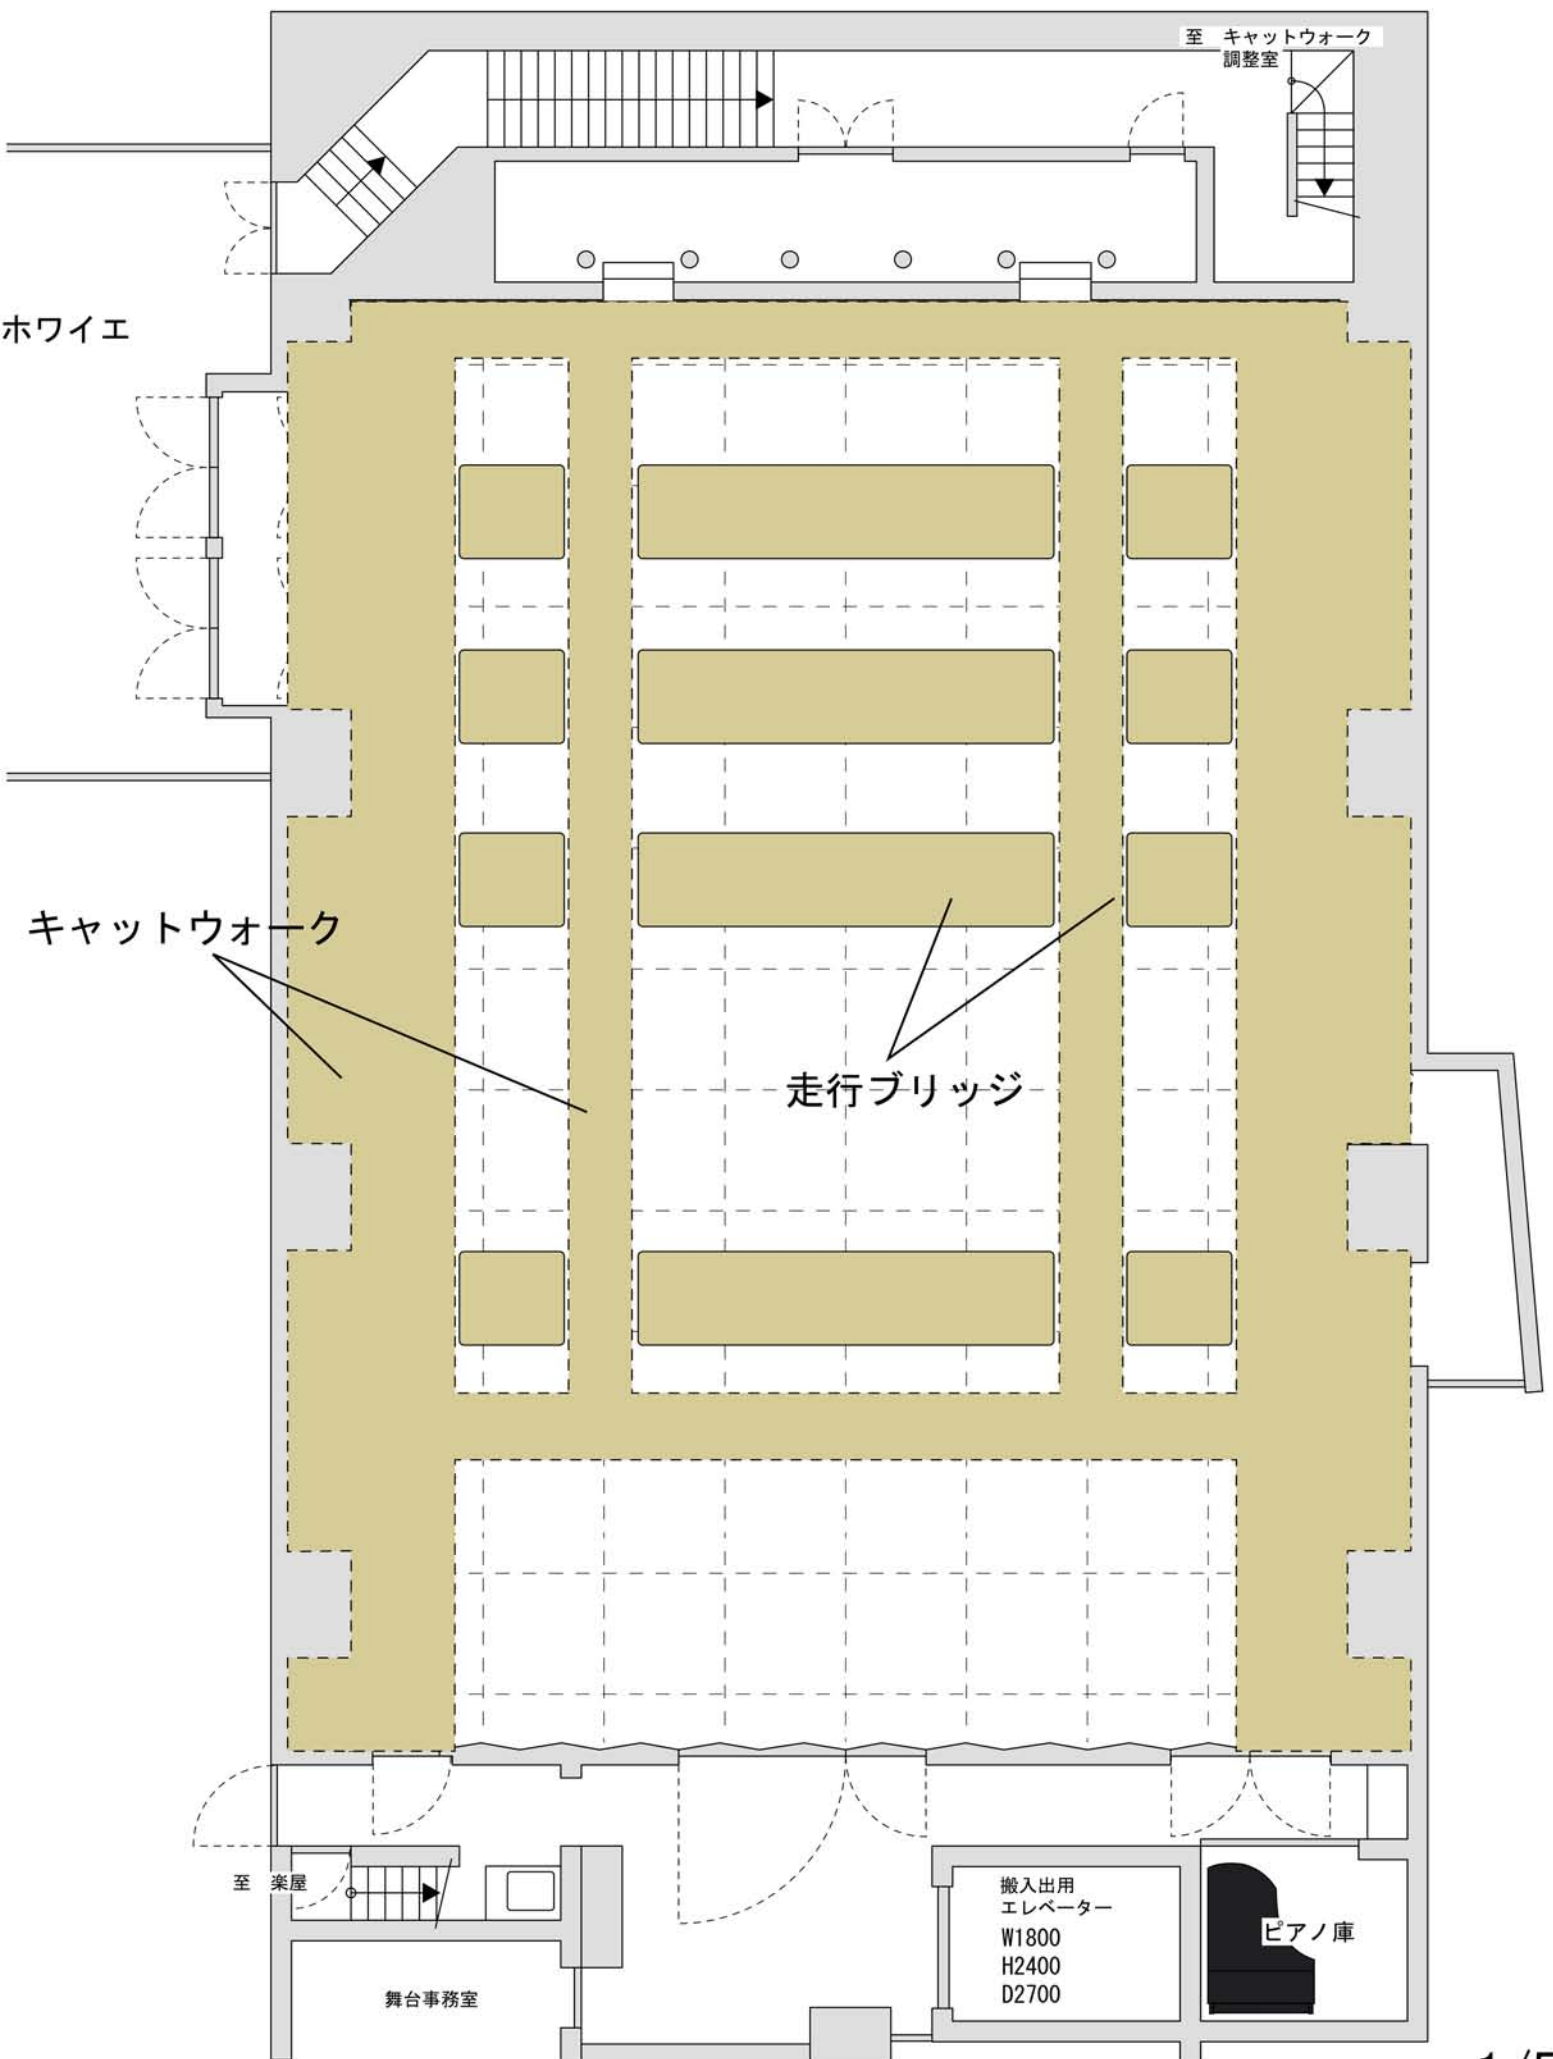 至　キャットウォーク
調整室
ホワイエ
キャットウォーク
走行ブリッジ
至　楽屋
搬入出用
エレベーター
W1800
H2400
D2700
ピアノ庫
舞台事務室